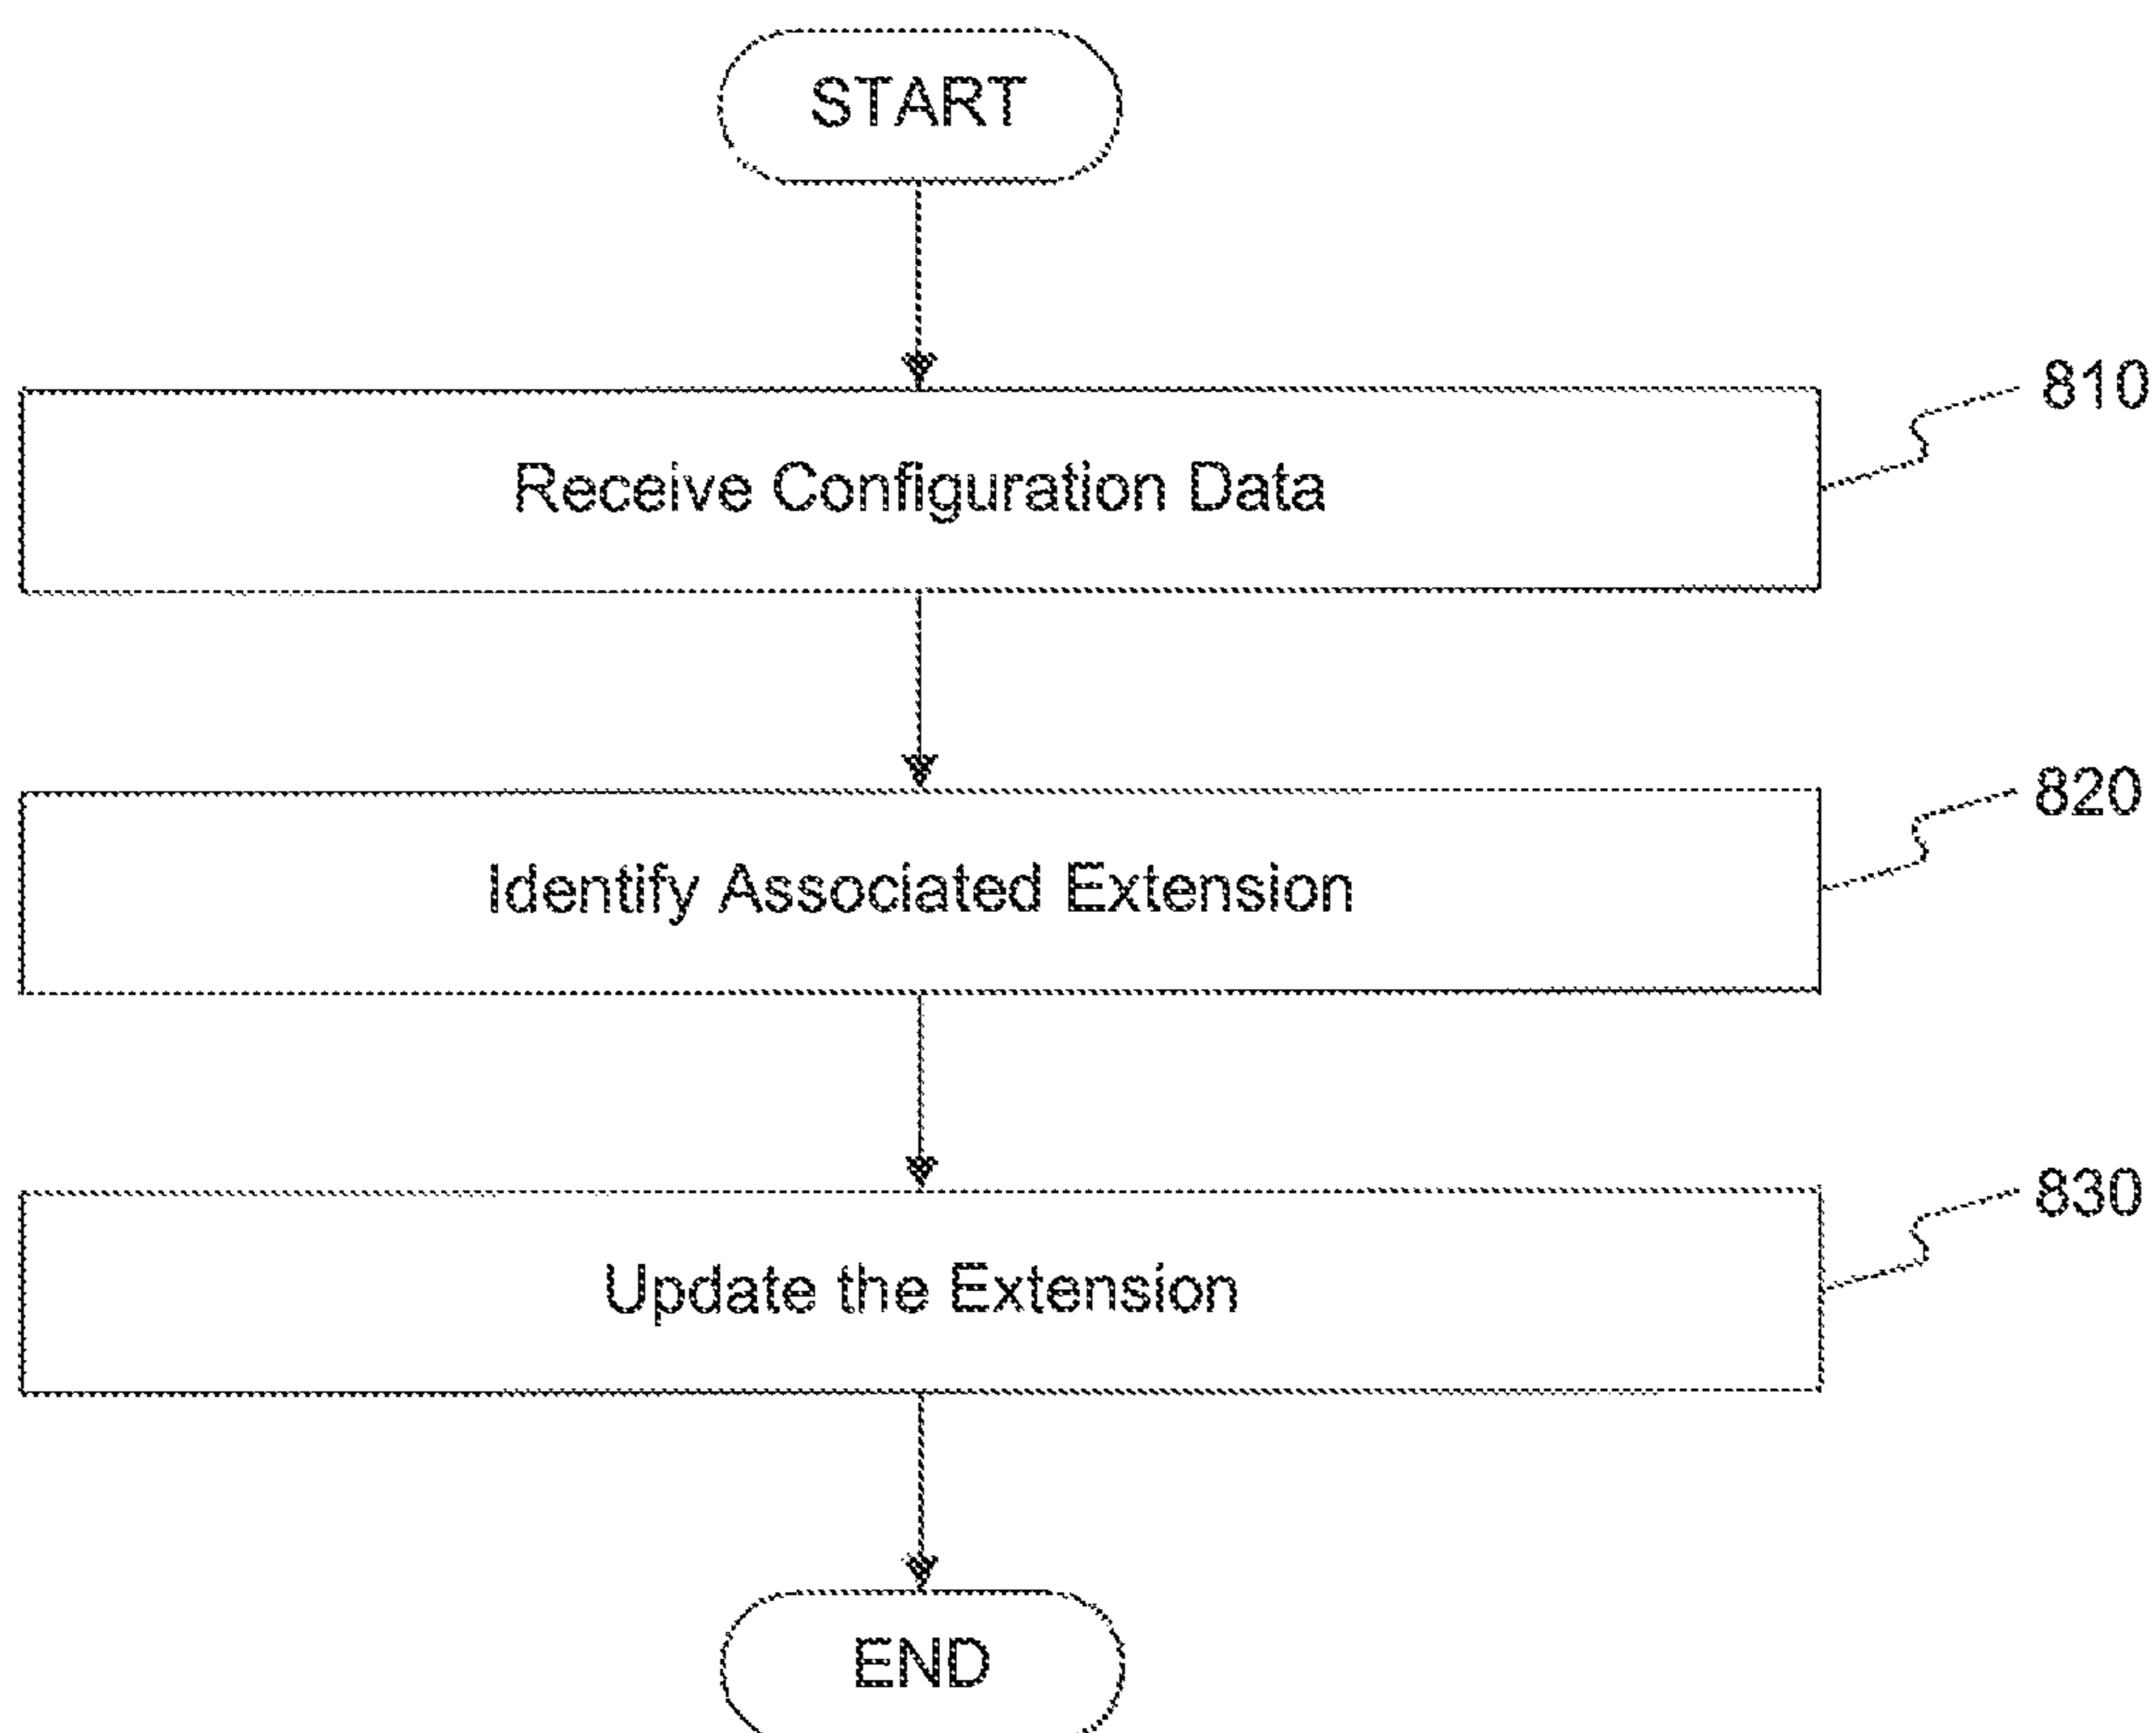 START
810
Receive Configuration Data
820
Identify Associated Extension
830
Update the Extension
END